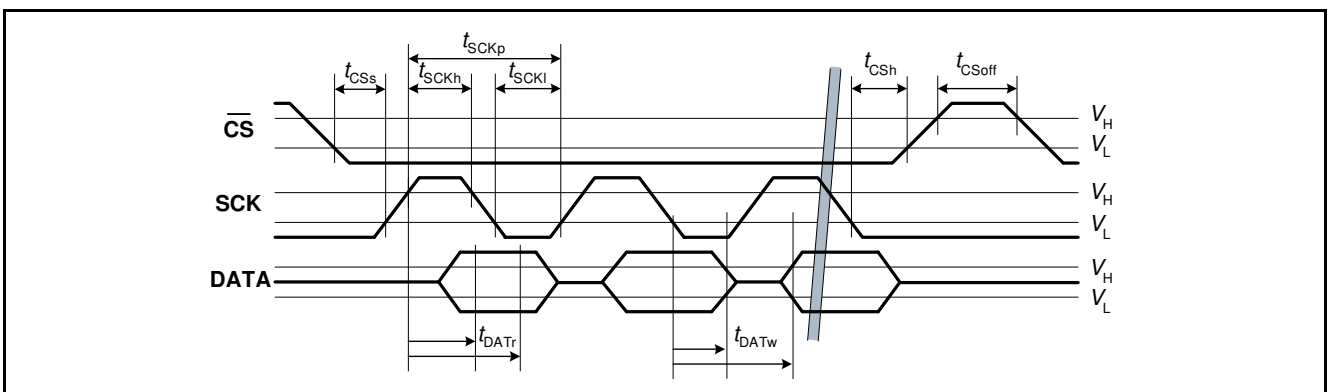 tSCKp
tCSs tSCKh tSCKl tCSh tCSoff
CS VH
VL
SCK VH
VL
DATA VH
VL
tDATr tDATw